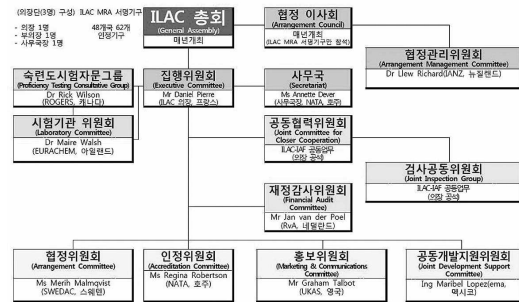 (의장단(3명) 구성)
- 의장 1명
- 부의장 1명
- 사무국장 1명
ILAC MRA 서명기구
48개국 62개
인정기구
ILAC 총회
(General Assembly)
매년개최
협정 이사회
(Arrangement Council)
매년개최
(ILAC MRA 서명기구만 참석)
협정관리위원회
(Arrangement Management Committee)
Dr Llew Richard(IANZ, 뉴질랜드)
숙련도시험자문그룹
(Proficiency Testing Consultative Group)
Dr Rick Wilson
(ROGERS, 캐나다)
집행위원회
(Executive Committee)
Mr Daniel Pierre
(ILAC 의장, 프랑스)
사무국
(Secretariat)
Ms Annette Dever
(사무국장, NATA, 호주)
시험기관 위원회
(Laboratory Committee)
Dr Maire Walsh
(EURACHEM, 아일랜드)
공동협력위원회
(Joint Committee for
Closer Cooperation)
ILAC-IAF 공동업무
(의장 공석)
검사공동위원회
(Joint Inspection Group)
ILAC-IAF 공동업무
(의장 공석)
재정감사위원회
(Financial Audit
Committee)
Mr Jan van der Poel
(RvA, 네덜란드)
협정위원회
(Arrangement Committee)
Ms Merih Malmqvist
(SWEDAC, 스웨덴)
인정위원회
(Accreditation Committee)
Ms Regina Robertson
(NATA, 호주)
홍보위원회
(Marketing & Communications
Committee)
Mr Graham Talbot
(UKAS, 영국)
공동개발지원위원회
(Joint Development Support
Committee)
Ing Maribel Lopez(ema,
멕시코)